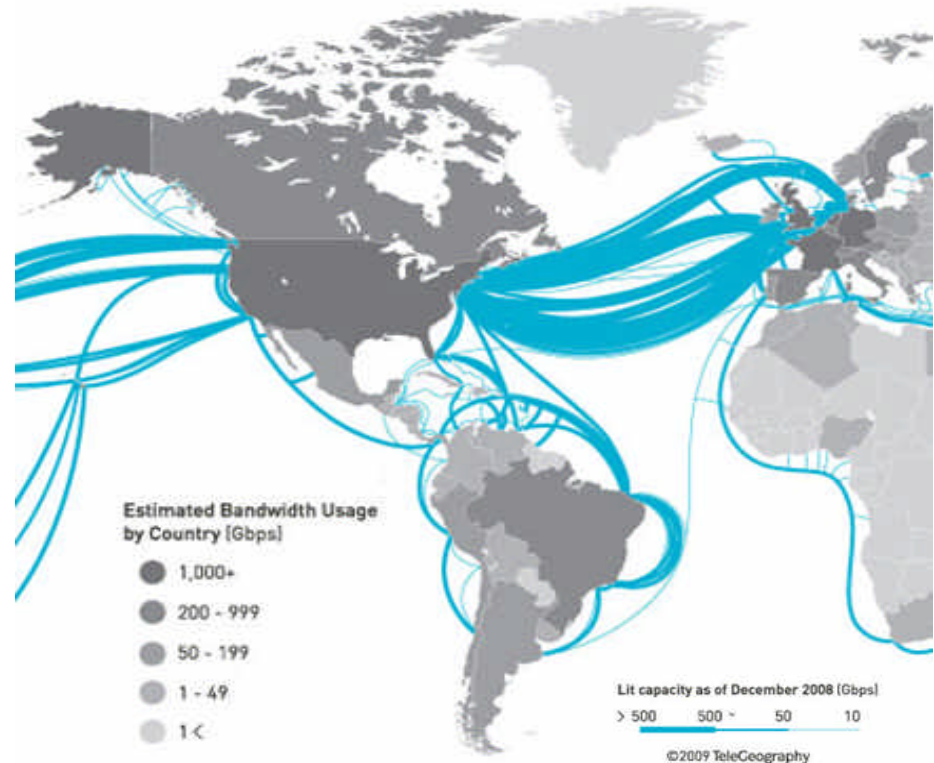 Estimated Bandwidth Usage
by Country (Gbps)
1,000+
200 - 999
50 - 199
1 - 49
1 <
Lit capacity as of December 2008 (Gbps)
> 500 500 ~ 50 10
©2009 TeleGeography